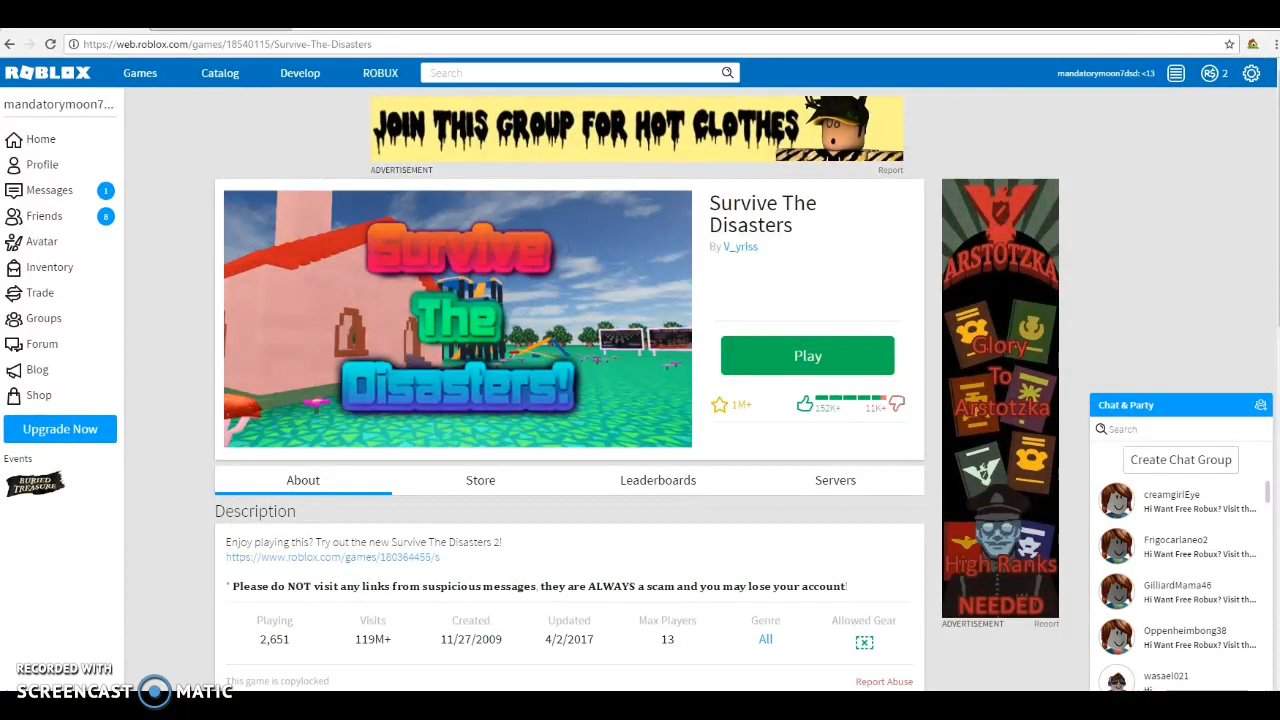 https://web.roblox.com/games/18540115/Survive-The-Disasters
ROBLOX
Games
Catalog
Develop
ROBUX
Search
mandatorymoon7dsd: <13
R$ 2
mandatorymoon7...
Home
Profile
Messages
1
Friends
8
Avatar
Inventory
Trade
Groups
Forum
Blog
Shop
Upgrade Now
Events
BURIED
TREASURE
JOIN THIS GROUP FOR HOT CLOTHES
ADVERTISEMENT
Report
Survive
The
Disasters!
Survive The
Disasters
By V_yriss
Play
1M+
152K+
11K+
About
Store
Leaderboards
Servers
Description
Enjoy playing this? Try out the new Survive The Disasters 2!
https://www.roblox.com/games/180364455/s
* Please do NOT visit any links from suspicious messages, they are ALWAYS a scam and you may lose your account!
Playing
2,651
Visits
119M+
Created
11/27/2009
Updated
4/2/2017
Max Players
13
Genre
All
Allowed Gear
This game is copylocked
Report Abuse
ARSTOTZKA
Glory
To
Arstotzka
High Ranks
NEEDED
ADVERTISEMENT
Report
Chat & Party
Search
Create Chat Group
creamgirlEye
Hi Want Free Robux? Visit th...
Frigocarlaneo2
Hi Want Free Robux? Visit th...
GilliardMama46
Hi Want Free Robux? Visit th...
Oppenheimbong38
Hi Want Free Robux? Visit th...
wasael021
Hi
RECORDED WITH
SCREENCAST MATIC